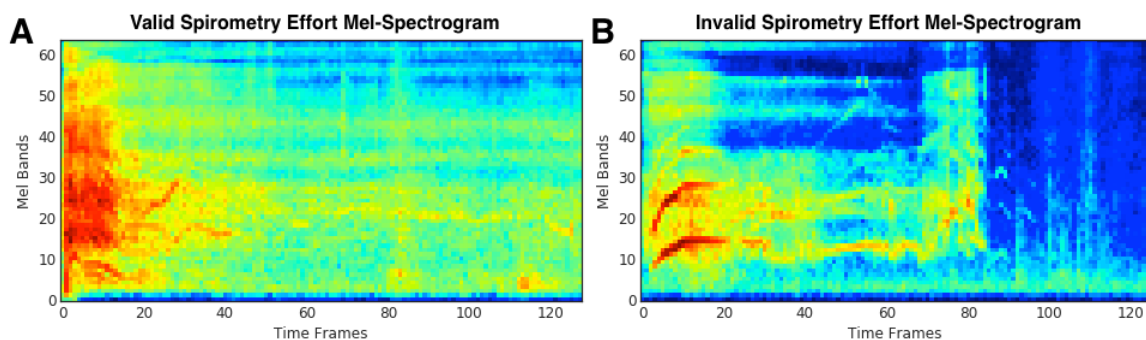 A Valid Spirometry Effort Mel-Spectrogram
60
50
40
30
20
10
0
Mel Bands
0 20 40 60 80 100 120
Time Frames
B Invalid Spirometry Effort Mel-Spectrogram
60
50
40
30
20
10
0
Mel Bands
0 20 40 60 80 100 120
Time Frames